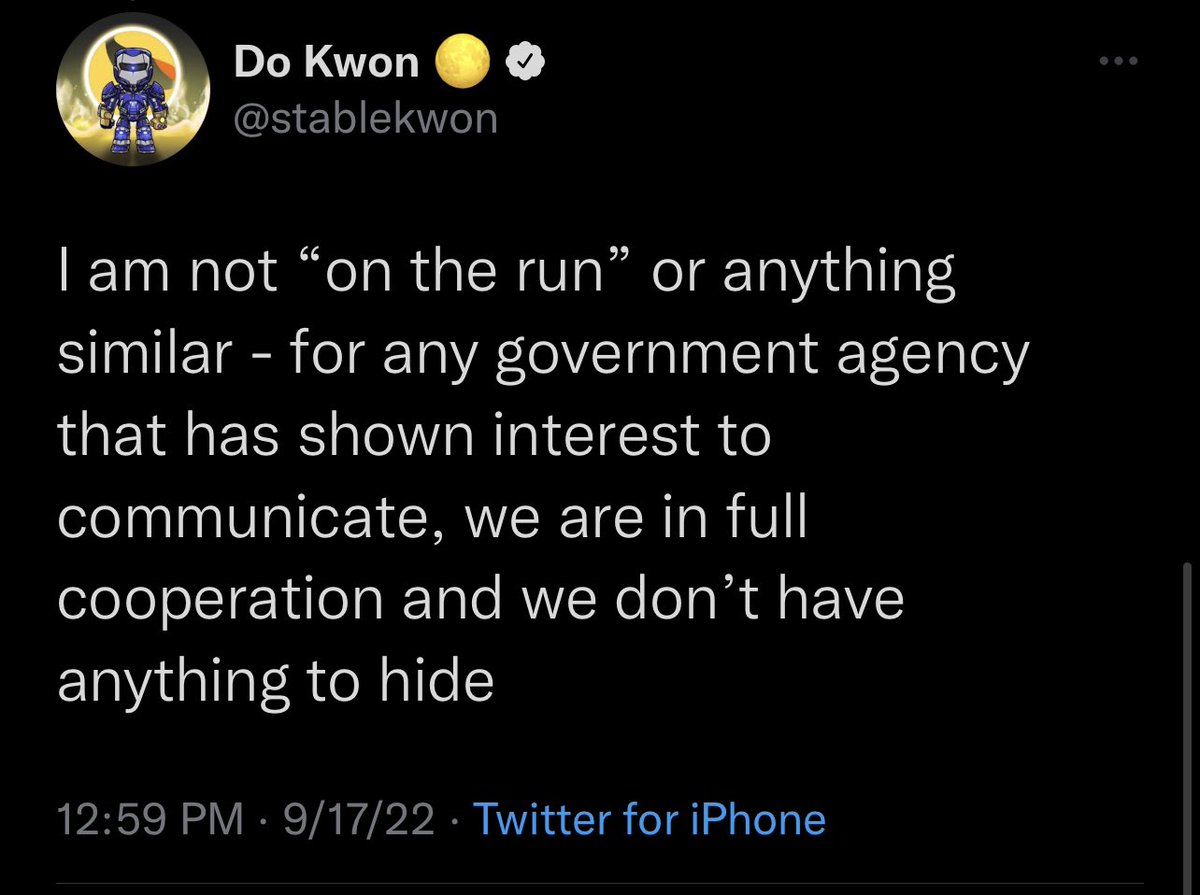 Do Kwon 🌕
@stablekwon
I am not “on the run” or anything
similar - for any government agency
that has shown interest to
communicate, we are in full
cooperation and we don’t have
anything to hide
12:59 PM · 9/17/22 · Twitter for iPhone